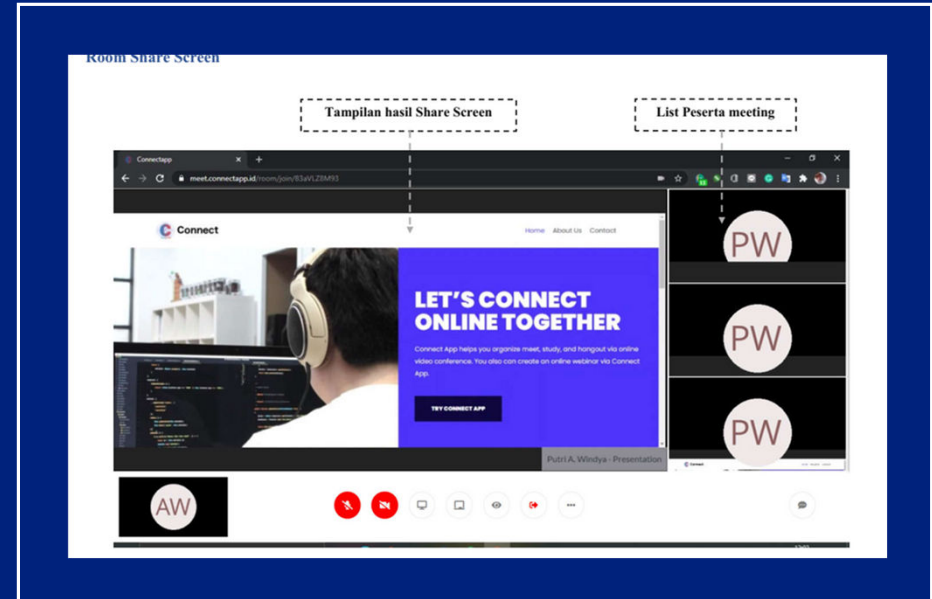 Room Share Screen
Tampilan hasil Share Screen
List Peserta meeting
Connectapp
meet.connectapp.id/room/join/83aVLZ8M93
Connect
Home About Us Contact
PW
LET'S CONNECT
ONLINE TOGETHER
Connect App helps you organize meet, study, and hangout via online
video conference. You also can create an online webinar via Connect
App.
PW
TRY CONNECT APP
PW
Putri A. Windya - Presentation
Connect
AW